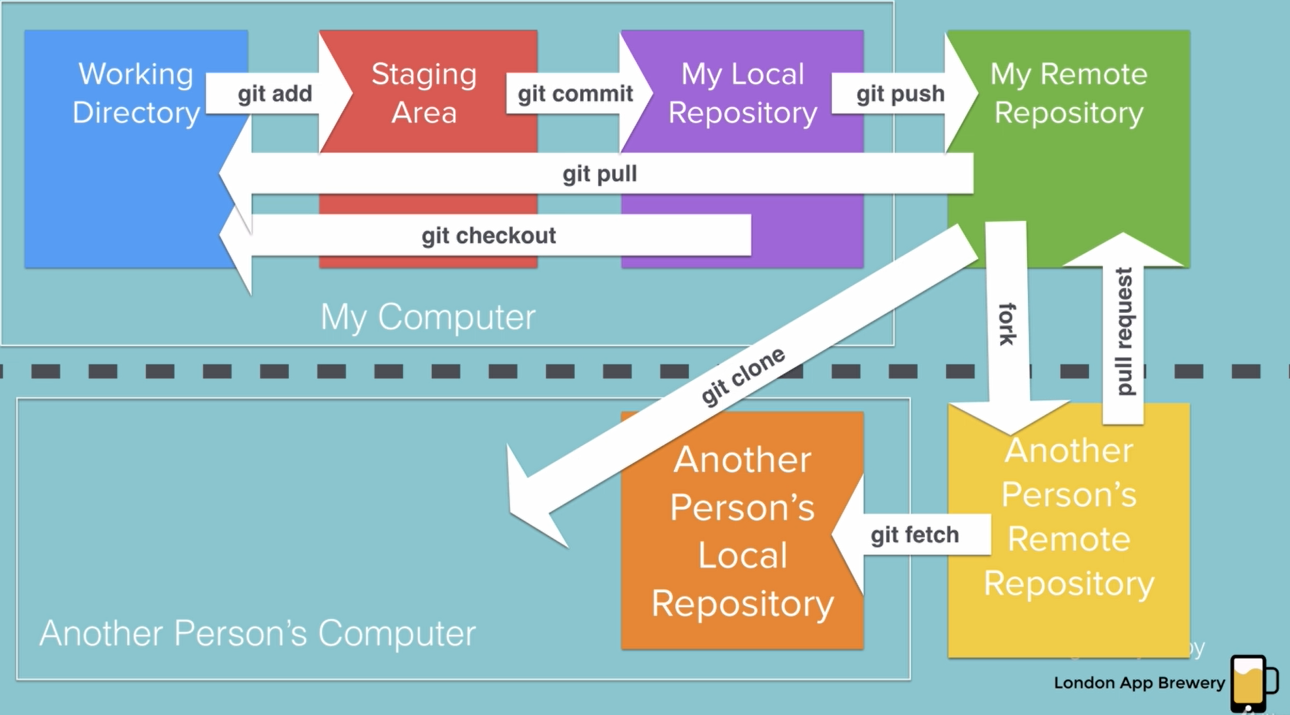 Working
Directory
git add
Staging
Area
git commit
My Local
Repository
git push
My Remote
Repository
git pull
git checkout
My Computer
fork
pull request
git clone
Another
Person's
Local
Repository
git fetch
Another
Person's
Remote
Repository
Another Person's Computer
London App Brewery